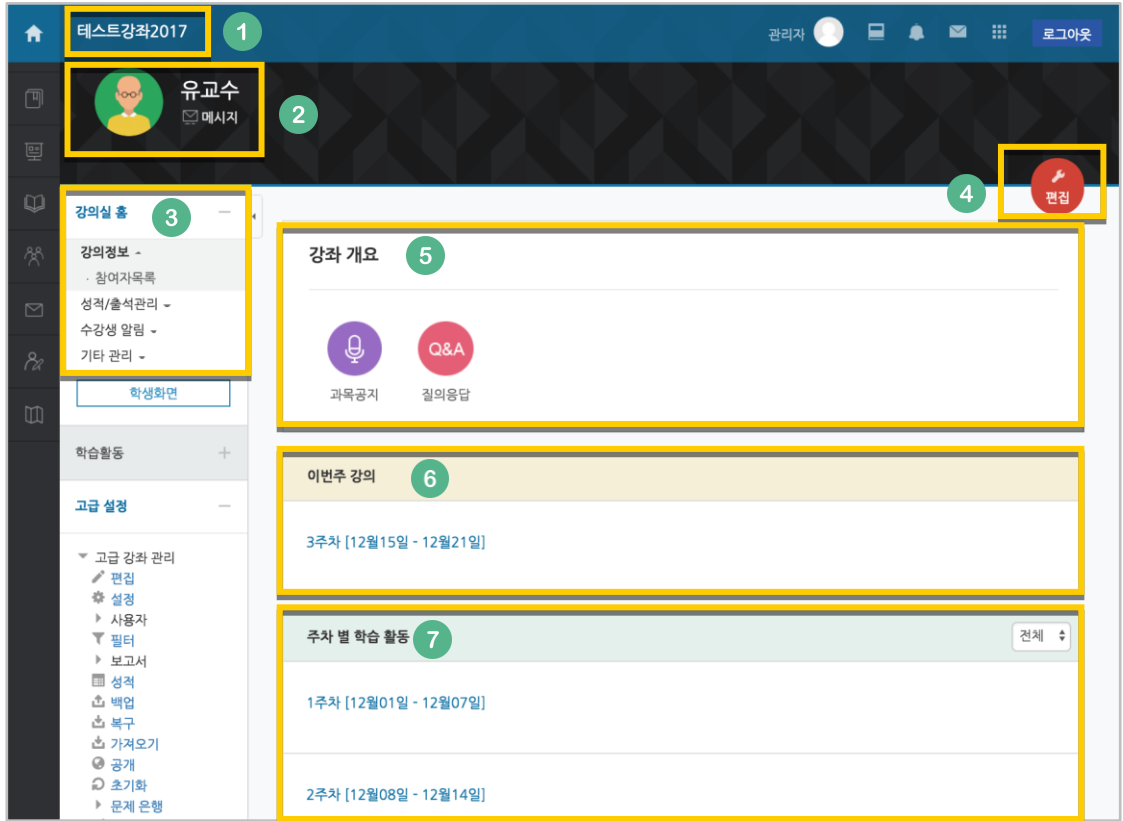 테스트강좌2017
1
관리자
로그아웃
유교수
메시지
2
4
편집
강의실 홈
3
강의정보
· 참여자목록
성적/출석관리
수강생 알림
기타 관리
학생화면
학습활동
고급 설정
고급 강좌 관리
편집
설정
사용자
필터
보고서
성적
백업
복구
가져오기
공개
초기화
문제 은행
강좌 개요
5
Q&A
과목공지
질의응답
이번주 강의
6
3주차 [12월15일 - 12월21일]
주차 별 학습 활동
7
전체
1주차 [12월01일 - 12월07일]
2주차 [12월08일 - 12월14일]